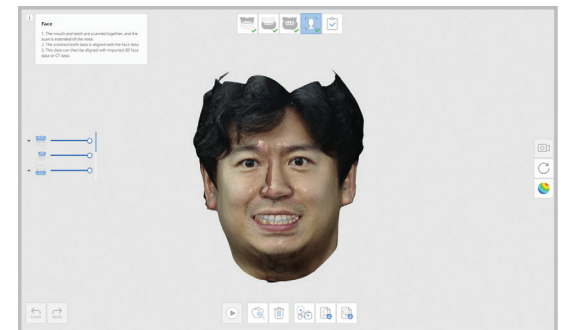 Face
1. The mouth and teeth are scanned together, and the
scan is extended till the nose.
2. The scanned teeth data is aligned with the face data.
3. This data can then be aligned with imported 3D face
data or CT data.
Undo Redo